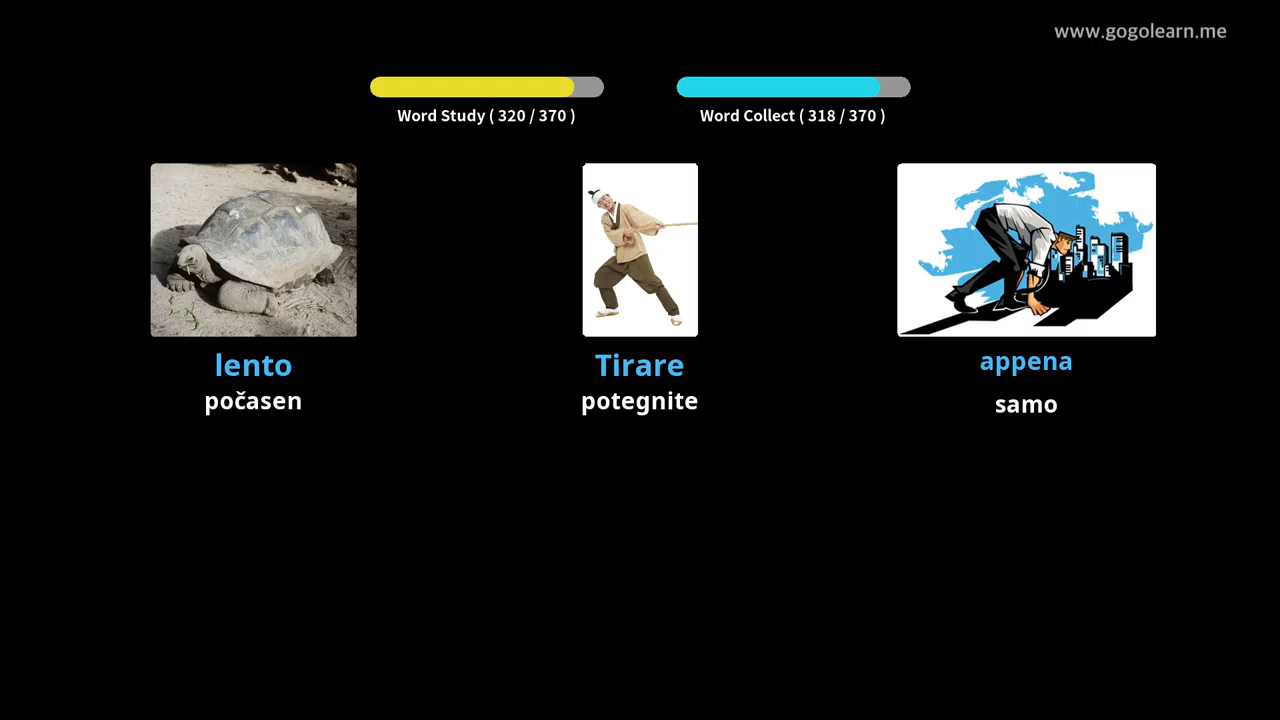 www.gogolearn.me
Word Study ( 320 / 370 )
Word Collect ( 318 / 370 )
lento
počasen
Tirare
potegnite
appena
samo